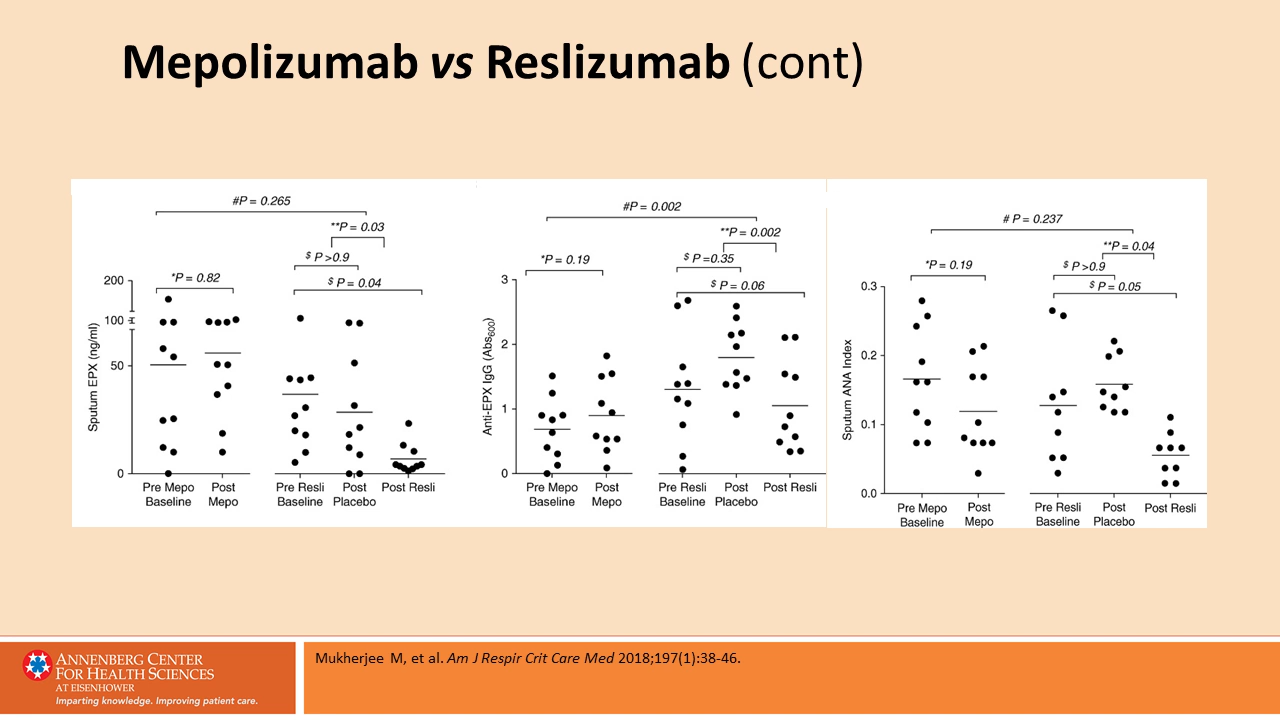 Mepolizumab vs Reslizumab (cont)
#P = 0.265
**P = 0.03
$ P >0.9
*P = 0.82
$ P = 0.04
200
100
50
0
Sputum EPX (ng/ml)
Pre Mepo Baseline
Post Mepo
Pre Resli Baseline
Post Placebo
Post Resli
#P = 0.002
**P = 0.002
*P = 0.19
$ P =0.35
$ P = 0.06
3
2
1
0
Anti-EPX IgG (Abs600)
Pre Mepo Baseline
Post Mepo
Pre Resli Baseline
Post Placebo
Post Resli
# P = 0.237
**P = 0.04
*P = 0.19
$ P >0.9
$ P = 0.05
0.3
0.2
0.1
0.0
Sputum ANA Index
Pre Mepo Baseline
Post Mepo
Pre Resli Baseline
Post Placebo
Post Resli
ANNENBERG CENTER
FOR HEALTH SCIENCES
AT EISENHOWER
Imparting knowledge. Improving patient care.
Mukherjee M, et al. Am J Respir Crit Care Med 2018;197(1):38-46.